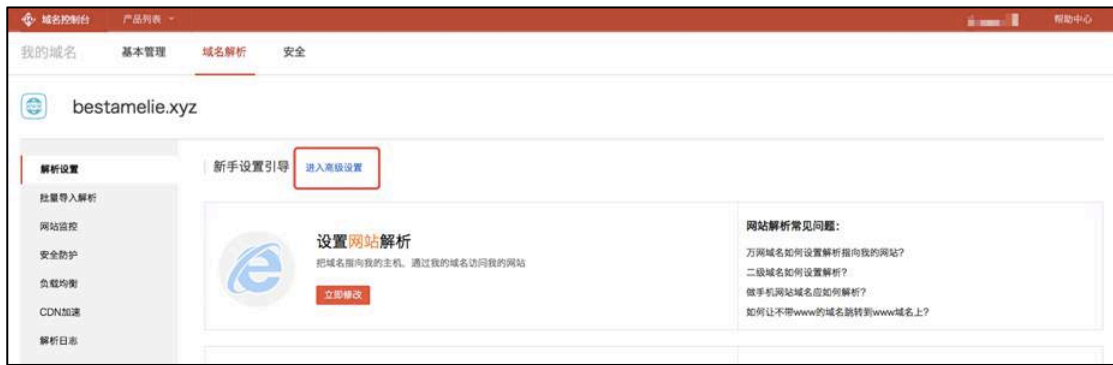 域名控制台 产品列表 帮助中心
我的域名 基本管理 域名解析 安全
bestamelie.xyz
解析设置
批量导入解析
网站监控
安全防护
负载均衡
CDN加速
解析日志
新手设置引导 进入高级设置
设置网站解析
把域名指向我的主机，通过我的域名访问我的网站
立即修改
网站解析常见问题：
万网域名如何设置解析指向我的网站？
二级域名如何设置解析？
做手机网站域名应如何解析？
如何让不带www的域名跳转到www域名上？